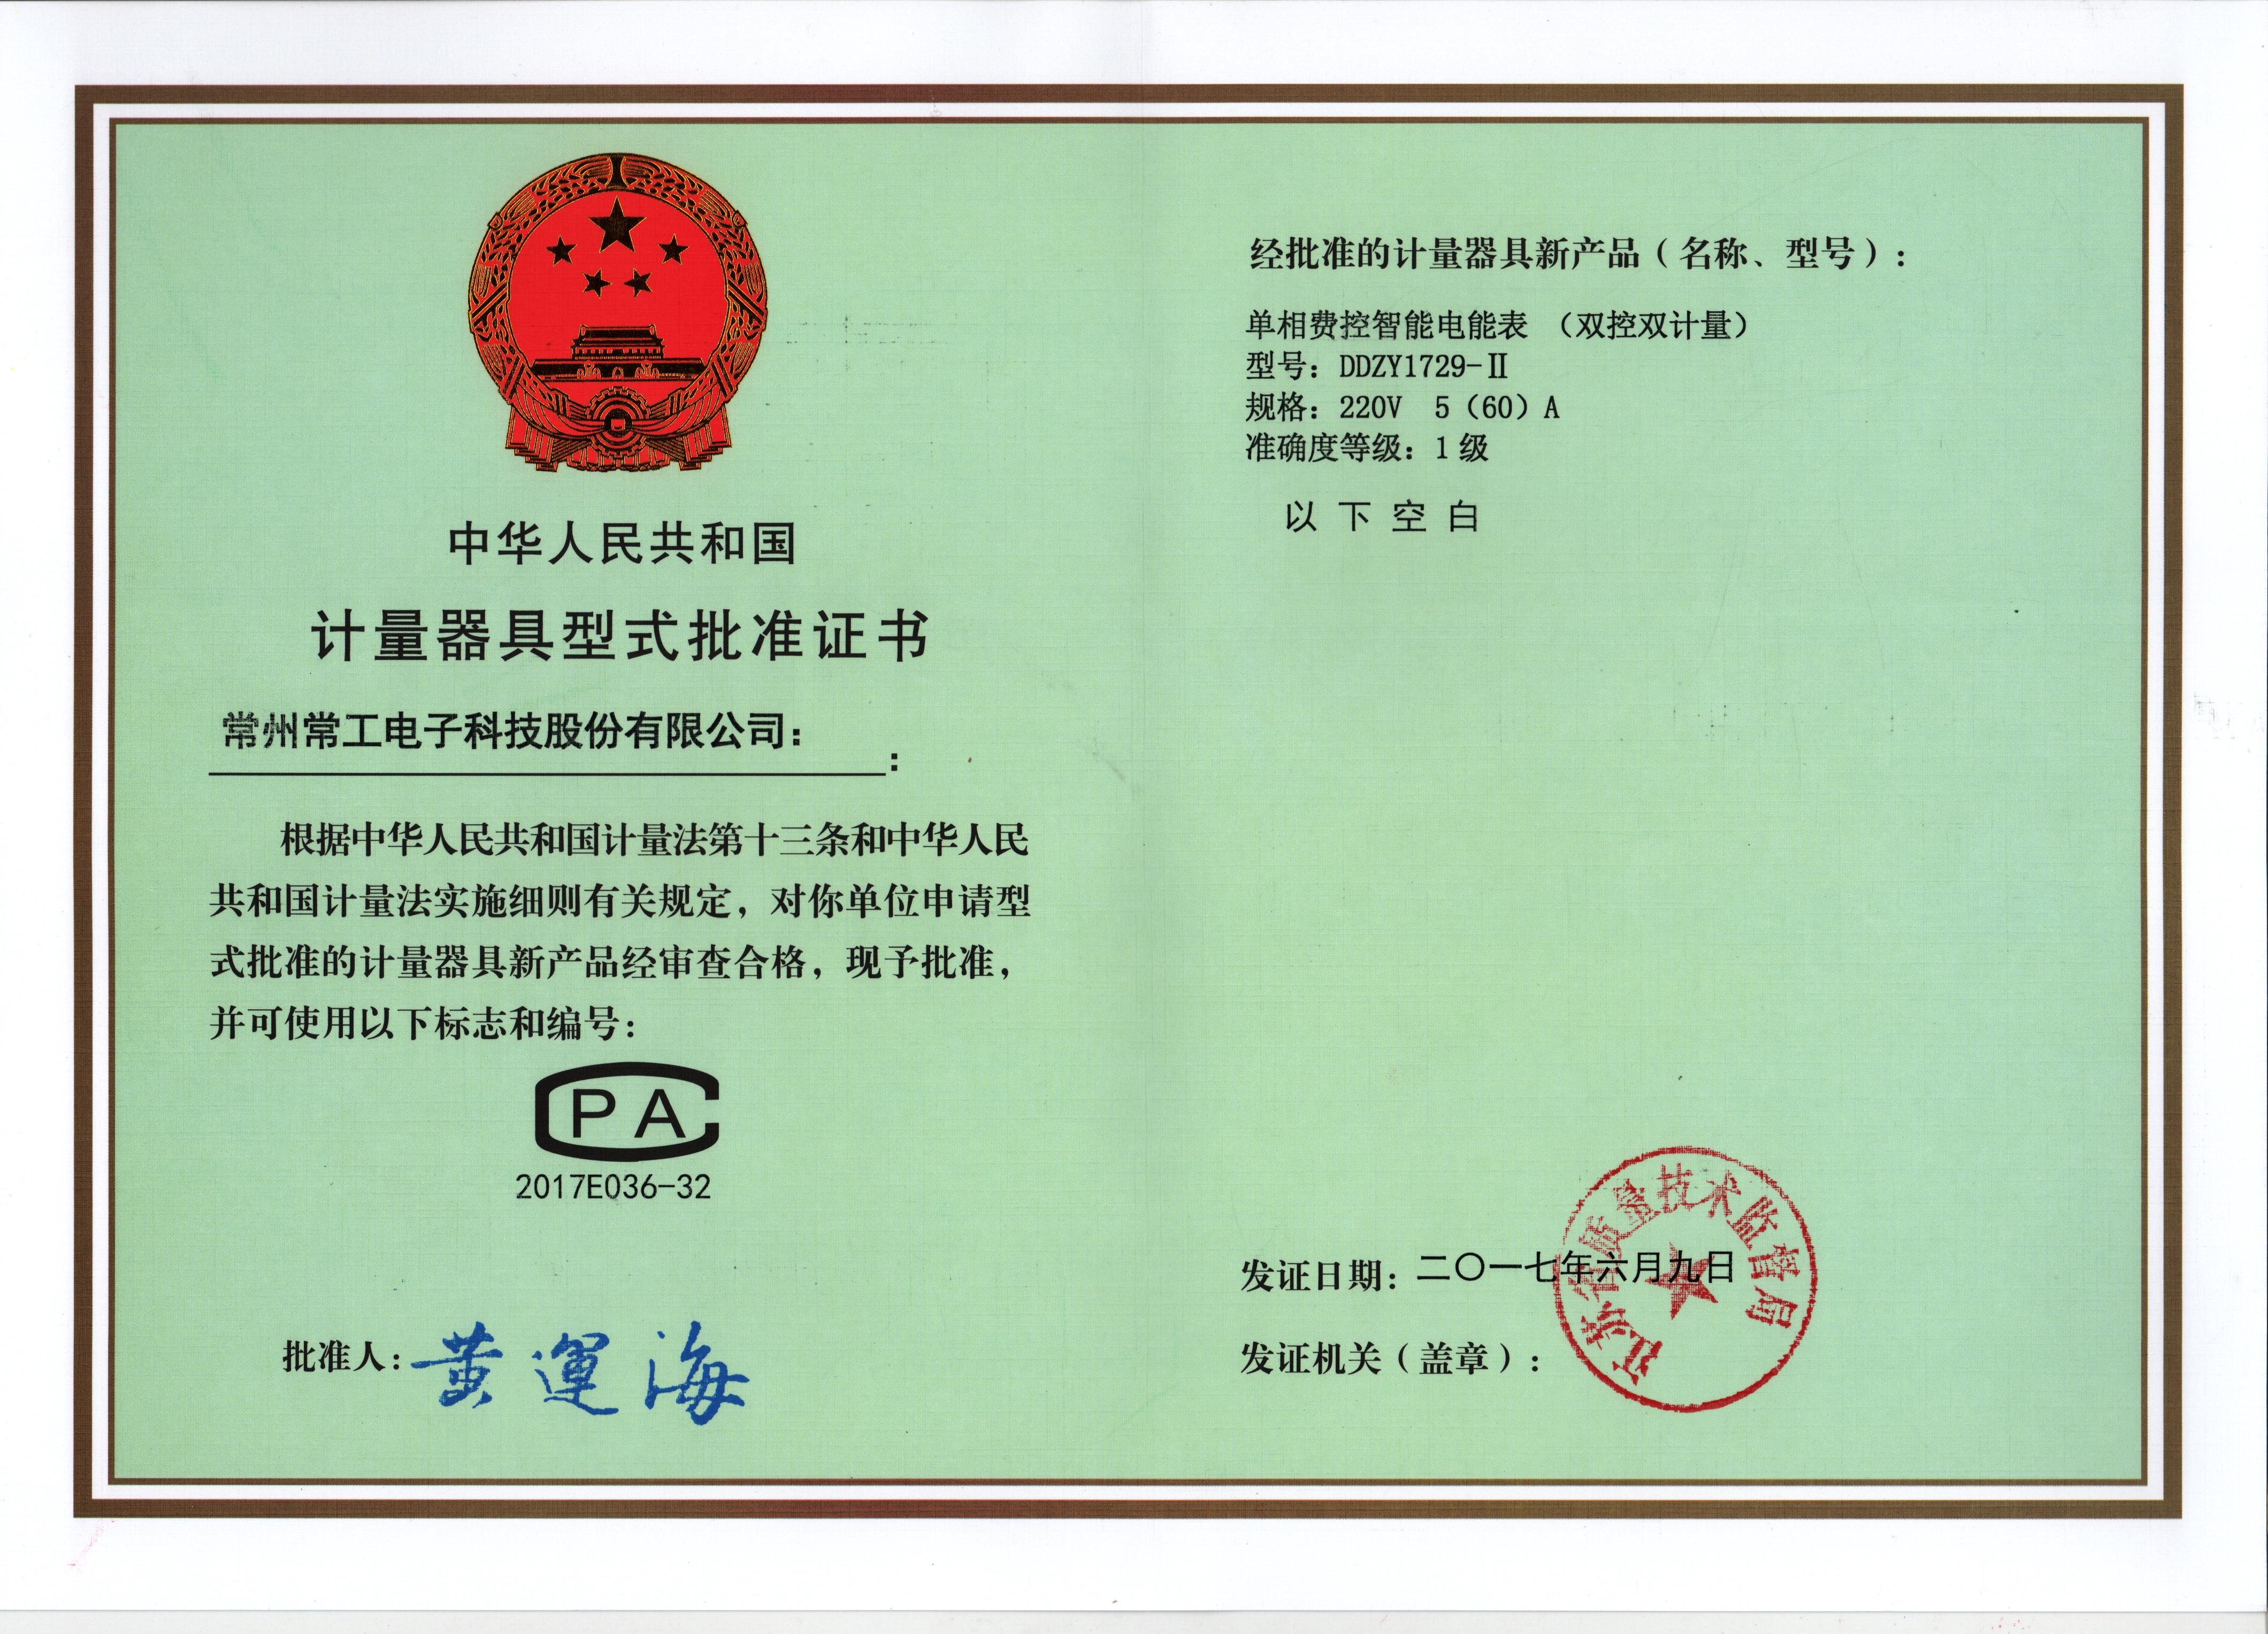 中华人民共和国
计量器具型式批准证书
常州常工电子科技股份有限公司：
：
根据中华人民共和国计量法第十三条和中华人民
共和国计量法实施细则有关规定，对你单位申请型
式批准的计量器具新产品经审查合格，现予批准，
并可使用以下标志和编号：
CPA
2017E036-32
批准人：黄運海
经批准的计量器具新产品（名称、型号）：
单相费控智能电能表 （双控双计量）
型号：DDZY1729-Ⅱ
规格：220V 5（60）A
准确度等级：1 级
以下空白
发证日期：二〇一七年六月九日
发证机关（盖章）：
江苏省质量技术监督局